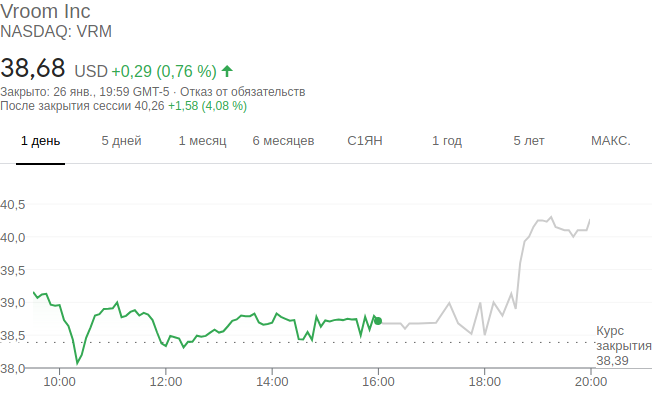 Vroom Inc
NASDAQ: VRM
38,68 USD +0,29 (0,76 %)
Закрыто: 26 янв., 19:59 GMT-5 · Отказ от обязательств
После закрытия сессии 40,26 +1,58 (4,08 %)
1 день 5 дней 1 месяц 6 месяцев С1ЯН 1 год 5 лет МАКС.
40,5
40,0
39,5
39,0
38,5
38,0
Курс
закрытия
38,39
10:00 12:00 14:00 16:00 18:00 20:00